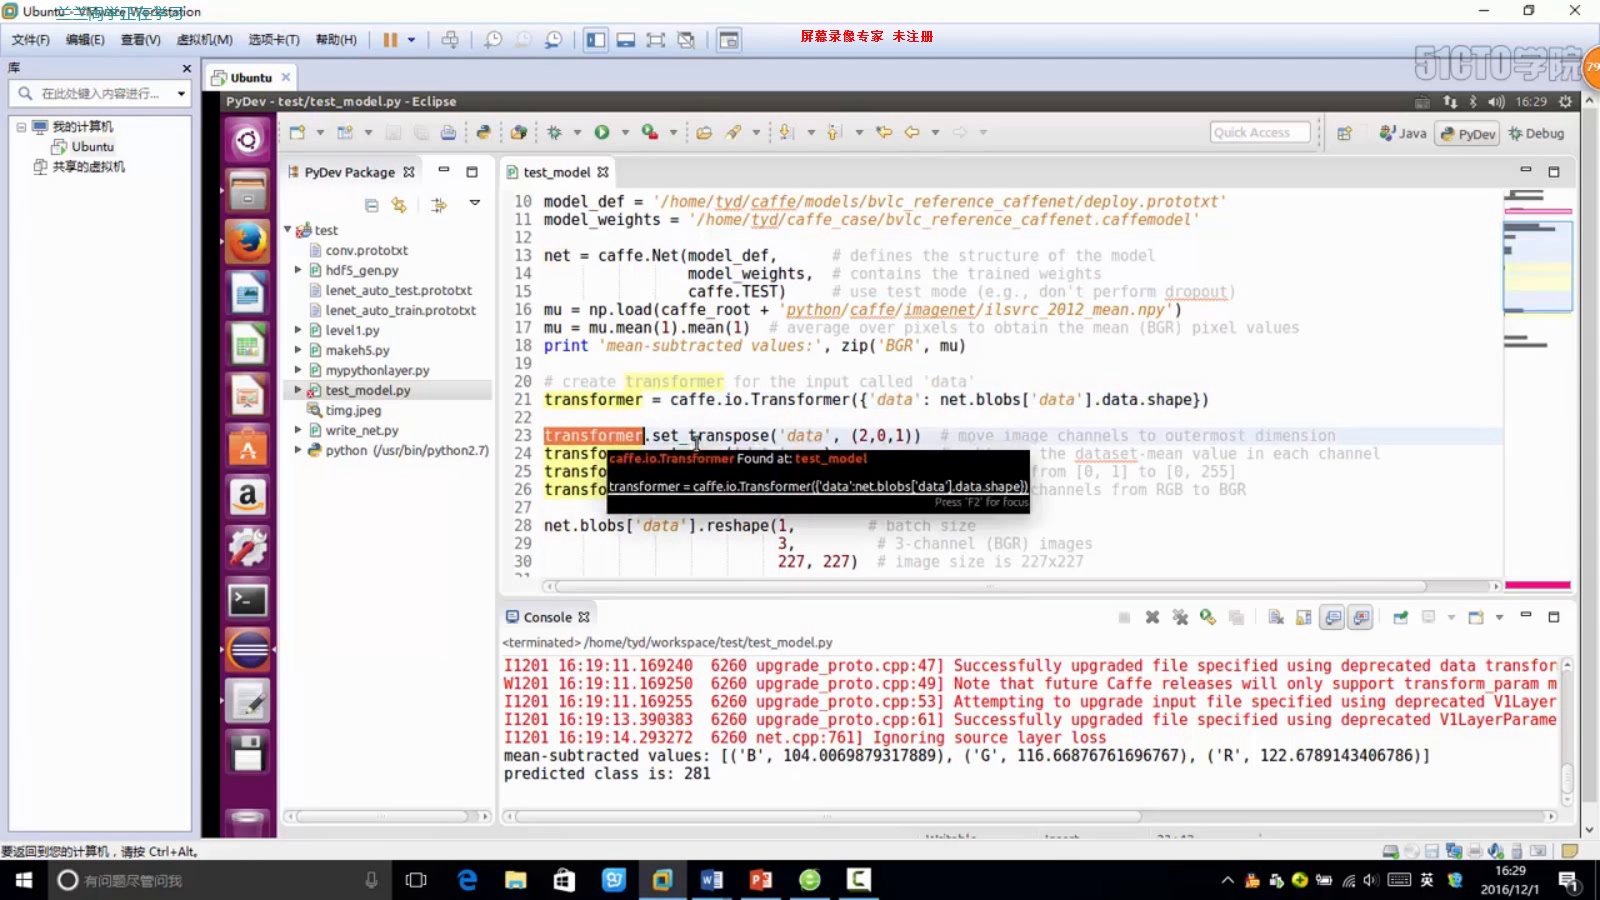 Ubuntu - VMware Workstation
兰兰同学正在学习
文件(F) 编辑(E) 查看(V) 虚拟机(M) 选项卡(T) 帮助(H)
屏幕录像专家 未注册
51CTO学院
79
库
在此处键入内容进行...
我的计算机
Ubuntu
共享的虚拟机
Ubuntu
PyDev - test/test_model.py - Eclipse
16:29
Quick Access
Java
PyDev
Debug
PyDev Package
test
conv.prototxt
hdf5_gen.py
lenet_auto_test.prototxt
lenet_auto_train.prototxt
level1.py
makeh5.py
mypythonlayer.py
test_model.py
timg.jpeg
write_net.py
python (/usr/bin/python2.7)
test_model
10 model_def = '/home/tyd/caffe/models/bvlc_reference_caffenet/deploy.prototxt'
11 model_weights = '/home/tyd/caffe_case/bvlc_reference_caffenet.caffemodel'
12
13 net = caffe.Net(model_def, # defines the structure of the model
14 model_weights, # contains the trained weights
15 caffe.TEST) # use test mode (e.g., don't perform dropout)
16 mu = np.load(caffe_root + 'python/caffe/imagenet/ilsvrc_2012_mean.npy')
17 mu = mu.mean(1).mean(1) # average over pixels to obtain the mean (BGR) pixel values
18 print 'mean-subtracted values:', zip('BGR', mu)
19
20 # create transformer for the input called 'data'
21 transformer = caffe.io.Transformer({'data': net.blobs['data'].data.shape})
22
23 transformer.set_transpose('data', (2,0,1)) # move image channels to outermost dimension
24 transfo the dataset-mean value in each channel
25 transfo from [0, 1] to [0, 255]
26 transfo channels from RGB to BGR
27
28 net.blobs['data'].reshape(1, # batch size
29 3, # 3-channel (BGR) images
30 227, 227) # image size is 227x227
caffe.io.Transformer Found at: test_model
transformer = caffe.io.Transformer({'data':net.blobs['data'].data.shape})
Press 'F2' for focus
Console
<terminated> /home/tyd/workspace/test/test_model.py
I1201 16:19:11.169240 6260 upgrade_proto.cpp:47] Successfully upgraded file specified using deprecated data transfor
W1201 16:19:11.169250 6260 upgrade_proto.cpp:49] Note that future Caffe releases will only support transform_param m
I1201 16:19:11.169255 6260 upgrade_proto.cpp:53] Attempting to upgrade input file specified using deprecated V1Layer
I1201 16:19:13.390383 6260 upgrade_proto.cpp:61] Successfully upgraded file specified using deprecated V1LayerParame
I1201 16:19:14.293272 6260 net.cpp:761] Ignoring source layer loss
mean-subtracted values: [('B', 104.0069879317889), ('G', 116.66876761696767), ('R', 122.6789143406786)]
predicted class is: 281
要返回到您的计算机，请按 Ctrl+Alt。
有问题尽管问我
英
16:29
2016/12/1
1